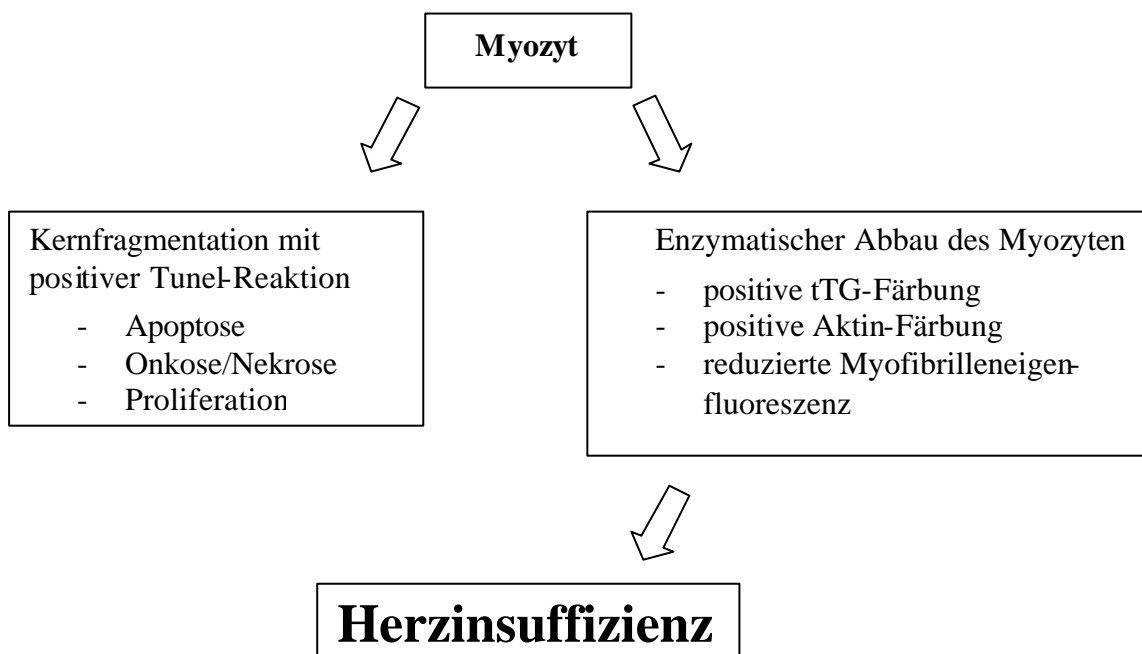 Myozyt
Kernfragmentation mit
positiver Tunel-Reaktion
- Apoptose
- Onkose/Nekrose
- Proliferation
Enzymatischer Abbau des Myozyten
- positive tTG-Färbung
- positive Aktin-Färbung
- reduzierte Myofibrilleneigen-
fluoreszenz
Herzinsuffizienz